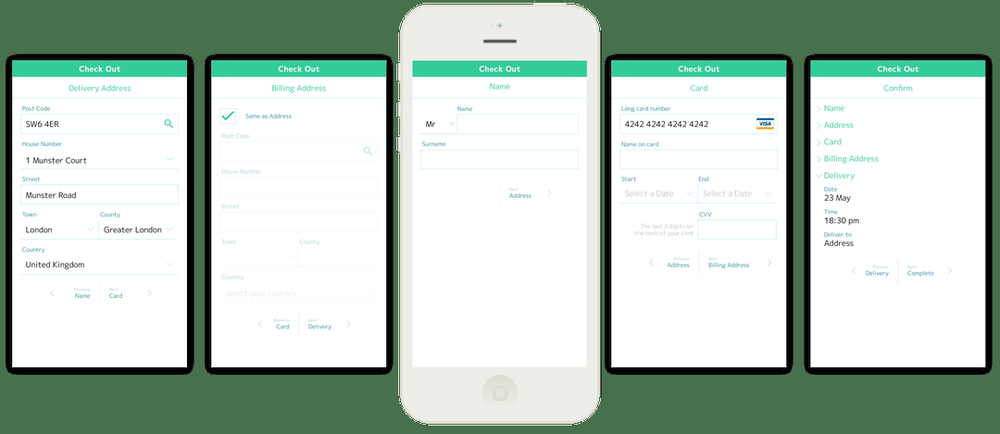 Check Out
Delivery Address
Post Code
SW6 4ER
House Number
1 Munster Court
Street
Munster Road
Town County
London Greater London
Country
United Kingdom
Previous Next
Name Card
Check Out
Billing Address
Same as Address
Post Code
House Number
Street
Town County
Country
Select your country
Previous Next
Card Delivery
Check Out
Name
Name
Mr
Surname
Next
Address
Check Out
Card
Long card number
4242 4242 4242 4242 VISA
Name on card
Start End
Select a Date Select a Date
CVV
The last 3 digits on
the back of your card
Previous Next
Address Billing Address
Check Out
Confirm
Name
Address
Card
Billing Address
Delivery
Date
23 May
Time
18:30 pm
Deliver to
Address
Previous Next
Delivery Complete